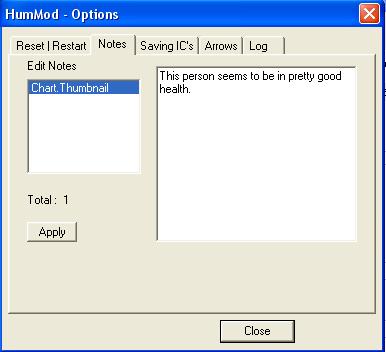 HumMod - Options
Reset | Restart Notes Saving IC's Arrows Log
Edit Notes
Chart.Thumbnail
This person seems to be in pretty good
health.
Total : 1
Apply
Close